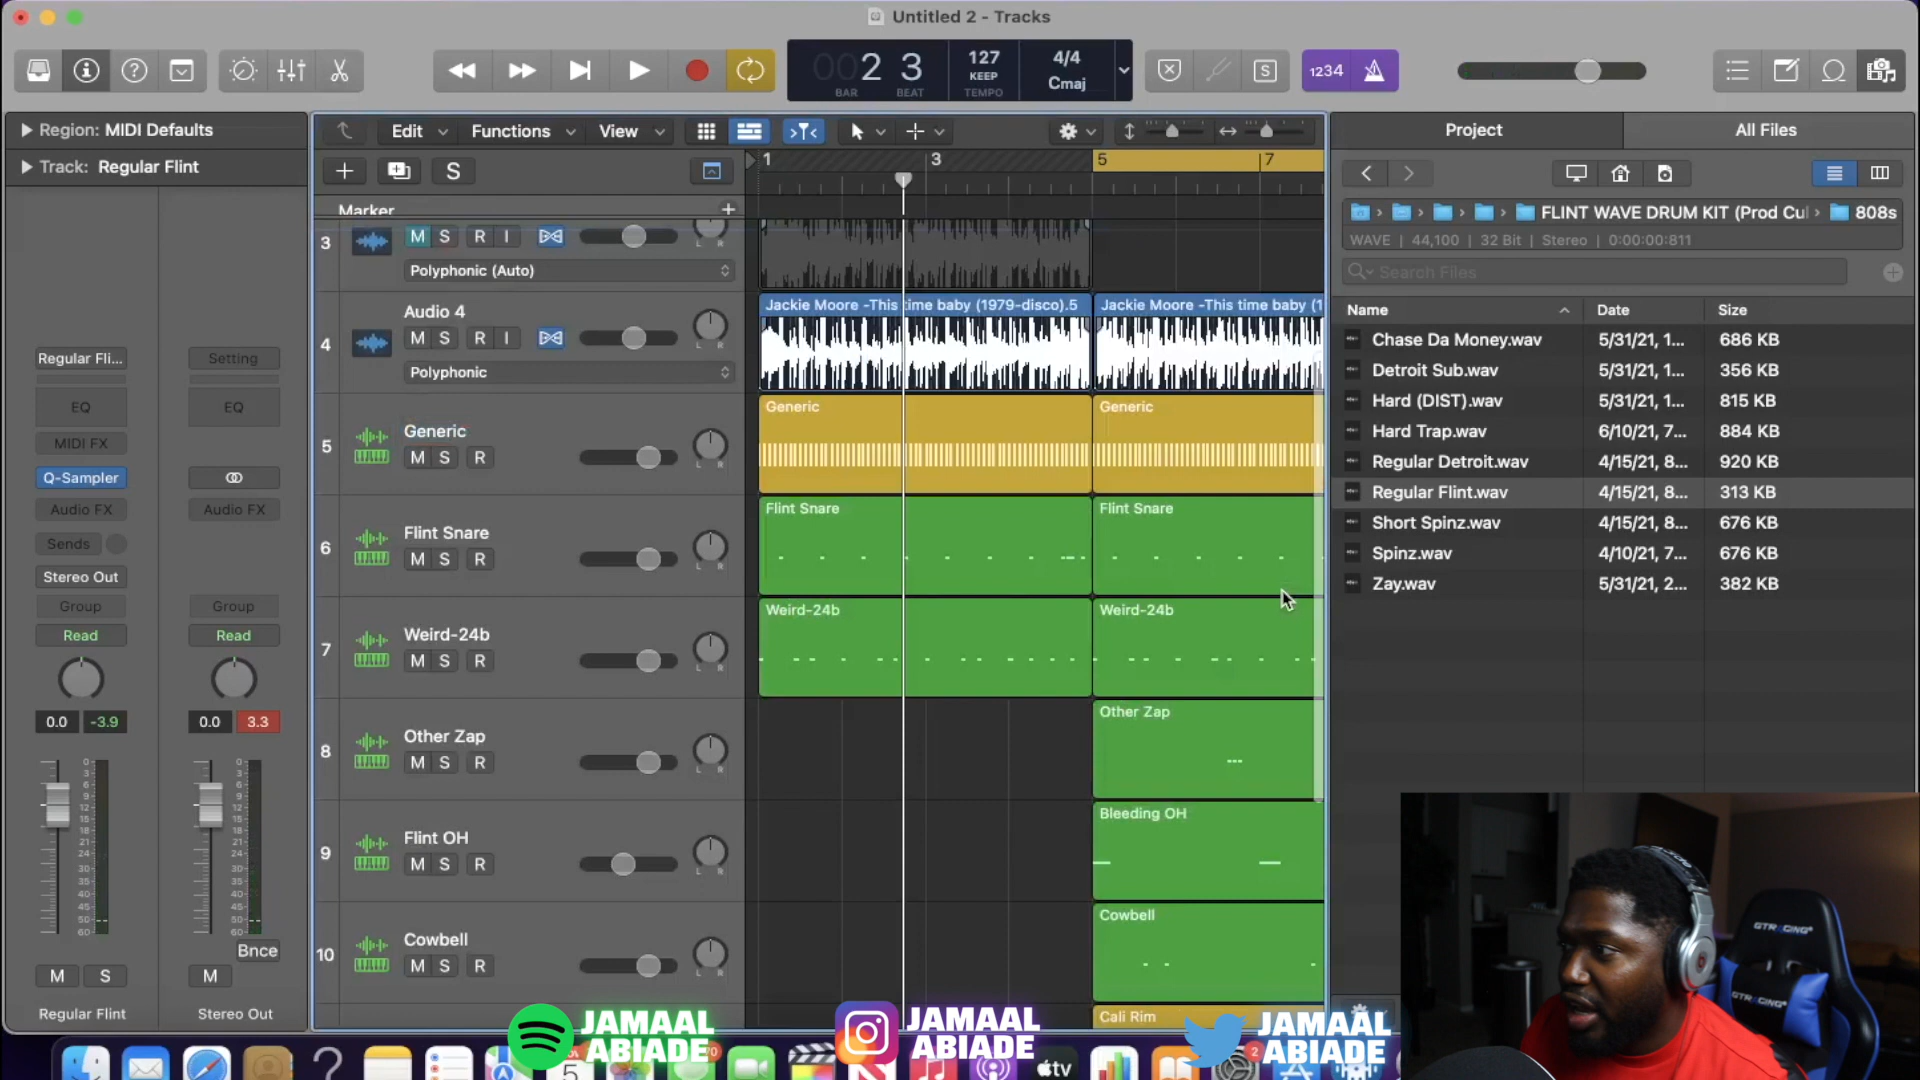 Untitled 2 - Tracks
002 3
BAR BEAT
127
KEEP
TEMPO
4/4
Cmaj
S
1234
Region: MIDI Defaults
Track: Regular Flint
Edit
Functions
View
S
1
3
5
7
Marker
Project
All Files
FLINT WAVE DRUM KIT (Prod Cu
808s
WAVE | 44,100 | 32 Bit | Stereo | 0:00:00:811
Search Files
Name Date Size
Chase Da Money.wav 5/31/21, 1... 686 KB
Detroit Sub.wav 5/31/21, 1... 356 KB
Hard (DIST).wav 5/31/21, 1... 815 KB
Hard Trap.wav 6/10/21, 7... 884 KB
Regular Detroit.wav 4/15/21, 8... 920 KB
Regular Flint.wav 4/15/21, 8... 313 KB
Short Spinz.wav 4/15/21, 8... 676 KB
Spinz.wav 4/10/21, 7... 676 KB
Zay.wav 5/31/21, 2... 382 KB
3 M S R I
Polyphonic (Auto)
4 Audio 4
M S R I
Polyphonic
Jackie Moore -This time baby (1979-disco).5
Jackie Moore -This time baby (1
5 Generic
M S R
Generic
Generic
6 Flint Snare
M S R
Flint Snare
Flint Snare
7 Weird-24b
M S R
Weird-24b
Weird-24b
8 Other Zap
M S R
Other Zap
9 Flint OH
M S R
Bleeding OH
10 Cowbell
M S R
Cowbell
Cali Rim
Regular Fli...
Setting
EQ
EQ
MIDI FX
Q-Sampler
Audio FX
Audio FX
Sends
Stereo Out
Group
Group
Read
Read
0.0 -3.9
0.0 3.3
Bnce
M S
M
Regular Flint
Stereo Out
JAMAAL
ABIADE
JAMAAL
ABIADE
JAMAAL
ABIADE
GTRACING
GTRACING
tv